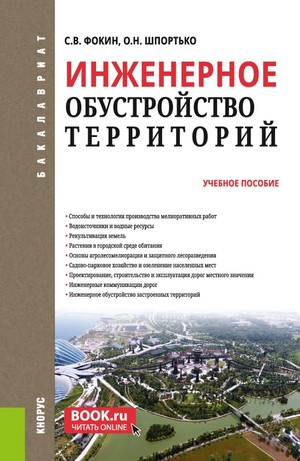 С.В. ФОКИН, О.Н. ШПОРТЬКО
ИНЖЕНЕРНОЕ
ОБУСТРОЙСТВО
ТЕРРИТОРИЙ
УЧЕБНОЕ ПОСОБИЕ
• Способы и технология производства мелиоративных работ
• Водоисточники и водные ресурсы
• Рекультивация земель
• Растения в городской среде обитания
• Основы агролесомелиорации и защитного лесоразведения
• Садово-парковое хозяйство и озеленение населенных мест
• Проектирование, строительство и эксплуатация дорог местного значения
• Инженерные коммуникации дорог
• Инженерное обустройство застроенных территорий
БАКАЛАВРИАТ
КНОРУС
BOOK.ru
ЧИТАТЬ ONLINE